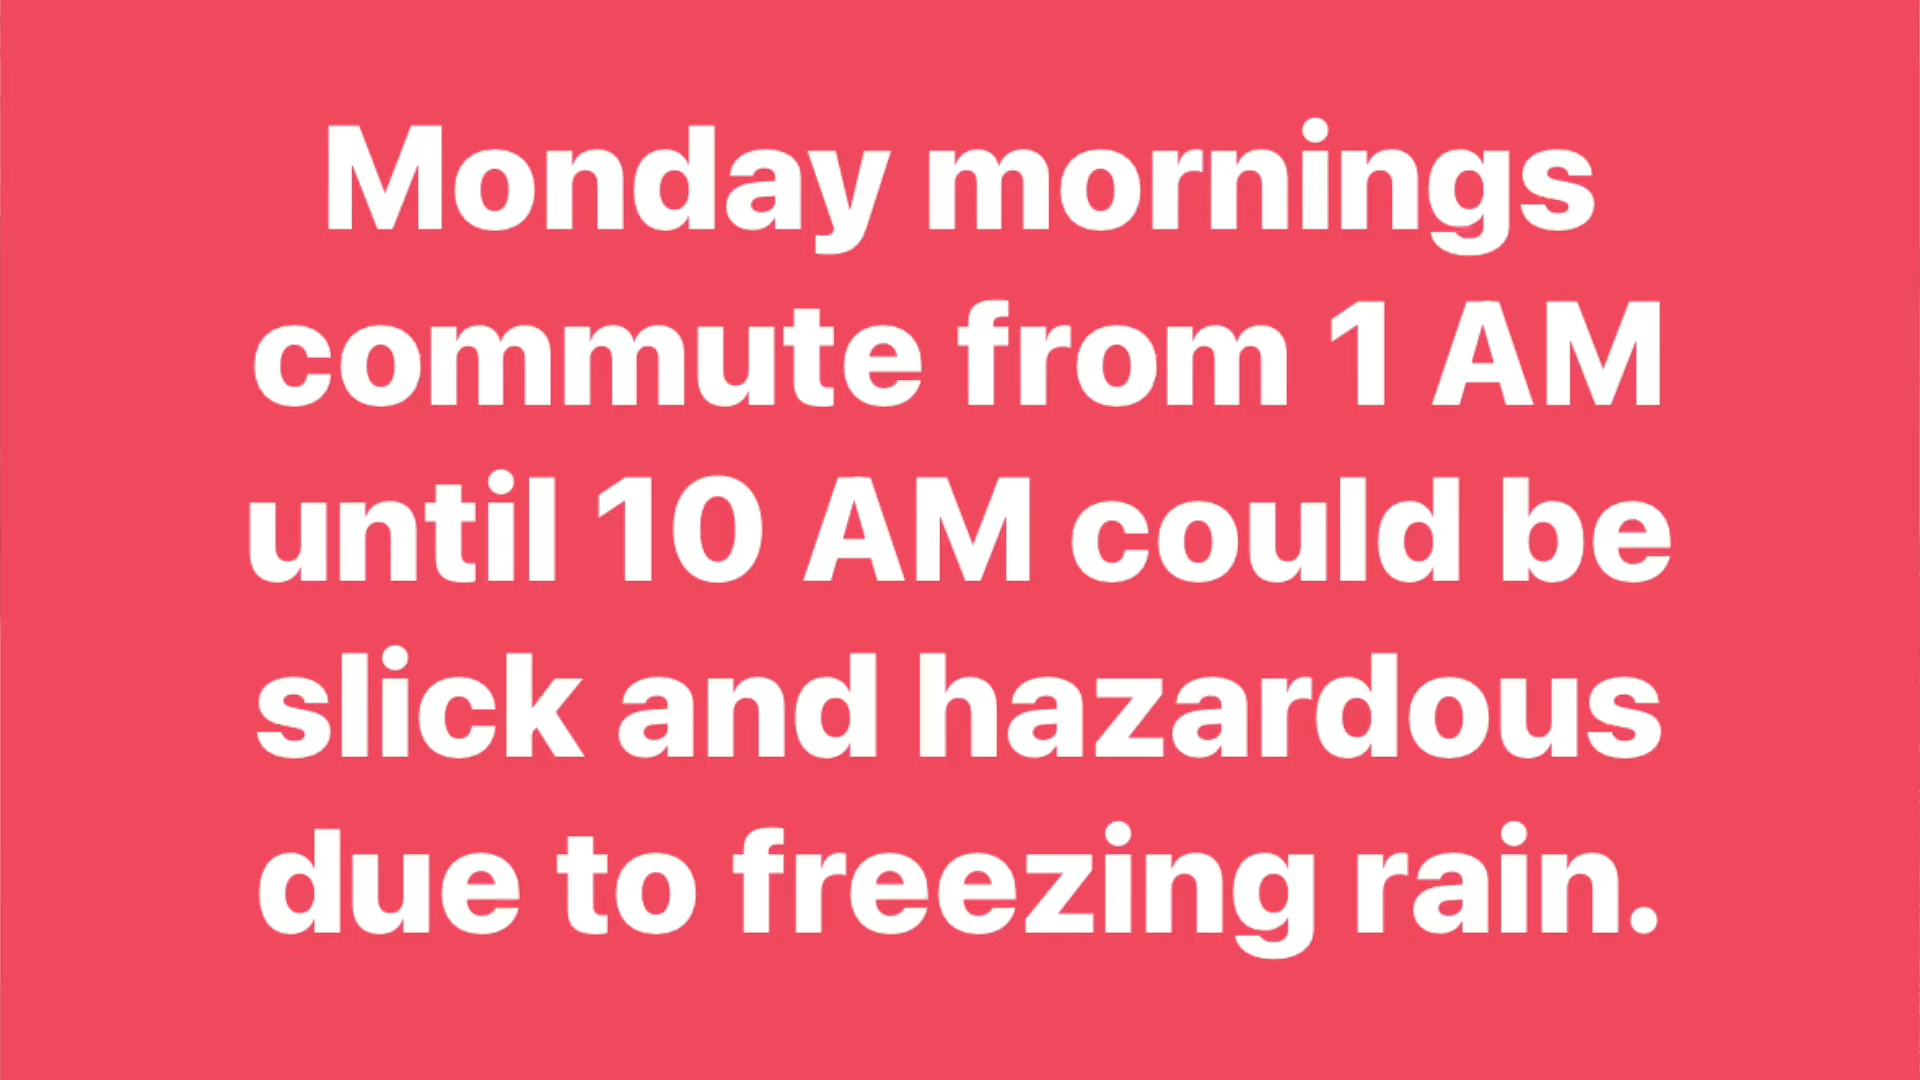 Monday mornings
commute from 1 AM
until 10 AM could be
slick and hazardous
due to freezing rain.